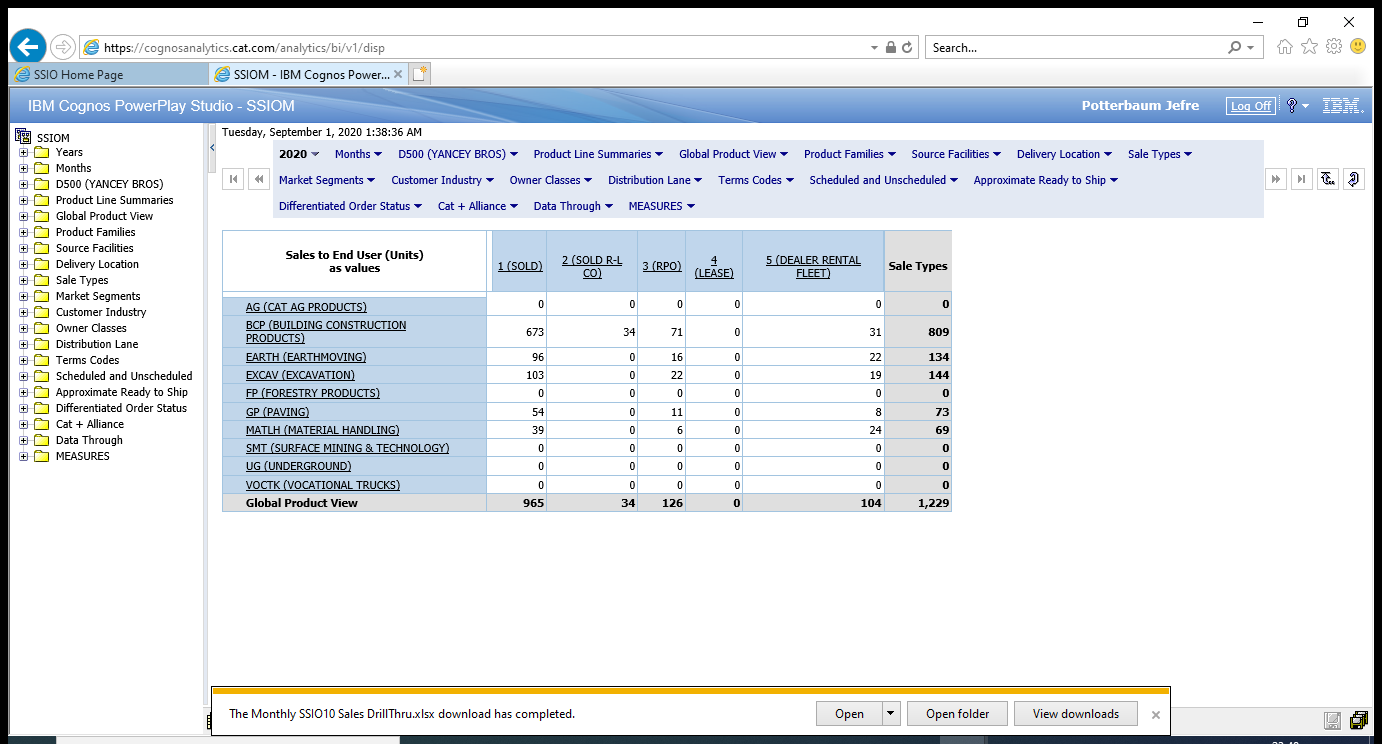 https://cognosanalytics.cat.com/analytics/bi/v1/disp
Search...
SSIO Home Page
SSIOM - IBM Cognos Power...
IBM Cognos PowerPlay Studio - SSIOM
Potterbaum Jefre
Log Off
?
IBM.
SSIOM
Years
Months
D500 (YANCEY BROS)
Product Line Summaries
Global Product View
Product Families
Source Facilities
Delivery Location
Sale Types
Market Segments
Customer Industry
Owner Classes
Distribution Lane
Terms Codes
Scheduled and Unscheduled
Approximate Ready to Ship
Differentiated Order Status
Cat + Alliance
Data Through
MEASURES
Tuesday, September 1, 2020 1:38:36 AM
2020 Months D500 (YANCEY BROS) Product Line Summaries Global Product View Product Families Source Facilities Delivery Location Sale Types
Market Segments Customer Industry Owner Classes Distribution Lane Terms Codes Scheduled and Unscheduled Approximate Ready to Ship
Differentiated Order Status Cat + Alliance Data Through MEASURES
Sales to End User (Units)
as values
1 (SOLD)
2 (SOLD R-L
CO)
3 (RPO)
4
(LEASE)
5 (DEALER RENTAL
FLEET)
Sale Types
AG (CAT AG PRODUCTS) 0 0 0 0 0 0
BCP (BUILDING CONSTRUCTION
PRODUCTS) 673 34 71 0 31 809
EARTH (EARTHMOVING) 96 0 16 0 22 134
EXCAV (EXCAVATION) 103 0 22 0 19 144
FP (FORESTRY PRODUCTS) 0 0 0 0 0 0
GP (PAVING) 54 0 11 0 8 73
MATLH (MATERIAL HANDLING) 39 0 6 0 24 69
SMT (SURFACE MINING & TECHNOLOGY) 0 0 0 0 0 0
UG (UNDERGROUND) 0 0 0 0 0 0
VOCTK (VOCATIONAL TRUCKS) 0 0 0 0 0 0
Global Product View 965 34 126 0 104 1,229
The Monthly SSIO10 Sales DrillThru.xlsx download has completed.
Open
Open folder
View downloads